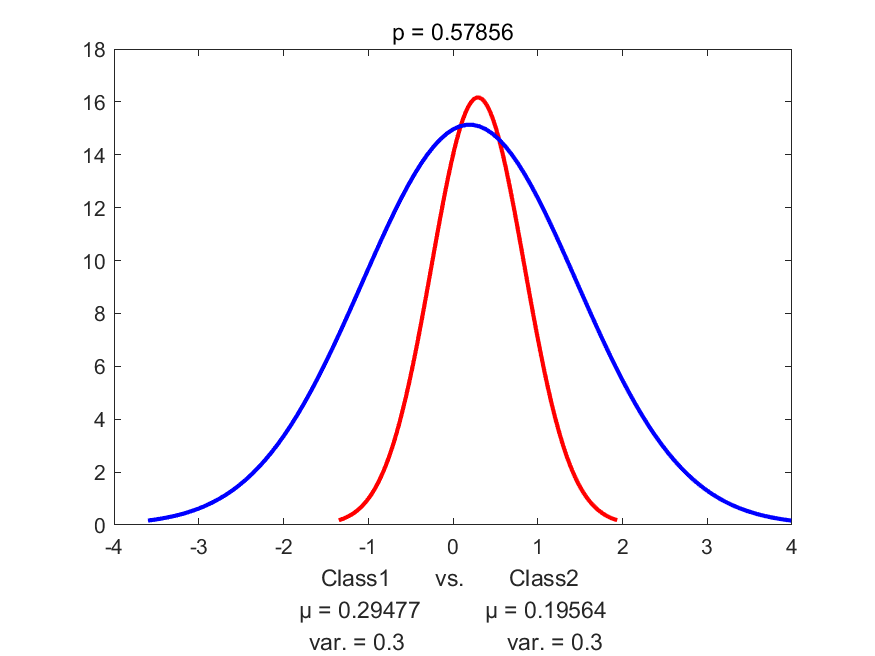 p = 0.57856
18
16
14
12
10
8
6
4
2
0
-4 -3 -2 -1 0 1 2 3 4
Class1 vs. Class2
μ = 0.29477 μ = 0.19564
var. = 0.3 var. = 0.3